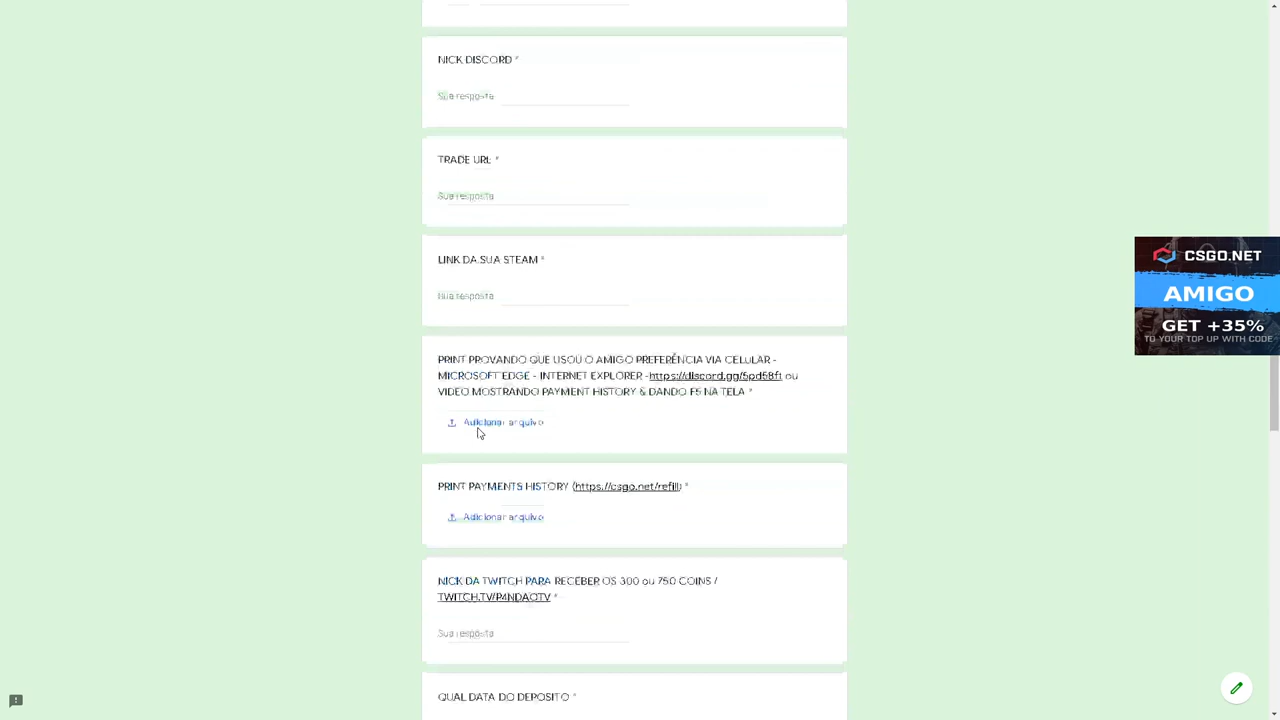 NICK DISCORD *
Sua resposta
TRADE URL *
Sua resposta
LINK DA SUA STEAM *
Sua resposta
PRINT PROVANDO QUE USOU O AMIGO PREFERÊNCIA VIA CELULAR -
MICROSOFT EDGE - INTERNET EXPLORER - ou
VIDEO MOSTRANDO PAYMENT HISTORY & DANDO F5 NA TELA *
Adicionar arquivo
PRINT PAYMENTS HISTORY (https://csgo.net/refill) *
Adicionar arquivo
NICK DA TWITCH PARA RECEBER OS 300 ou 750 COINS /
TWITCH.TV/P4NDAOTV *
Sua resposta
QUAL DATA DO DEPOSITO *
CSGO.NET
AMIGO
GET +35%
TO YOUR TOP UP WITH CODE